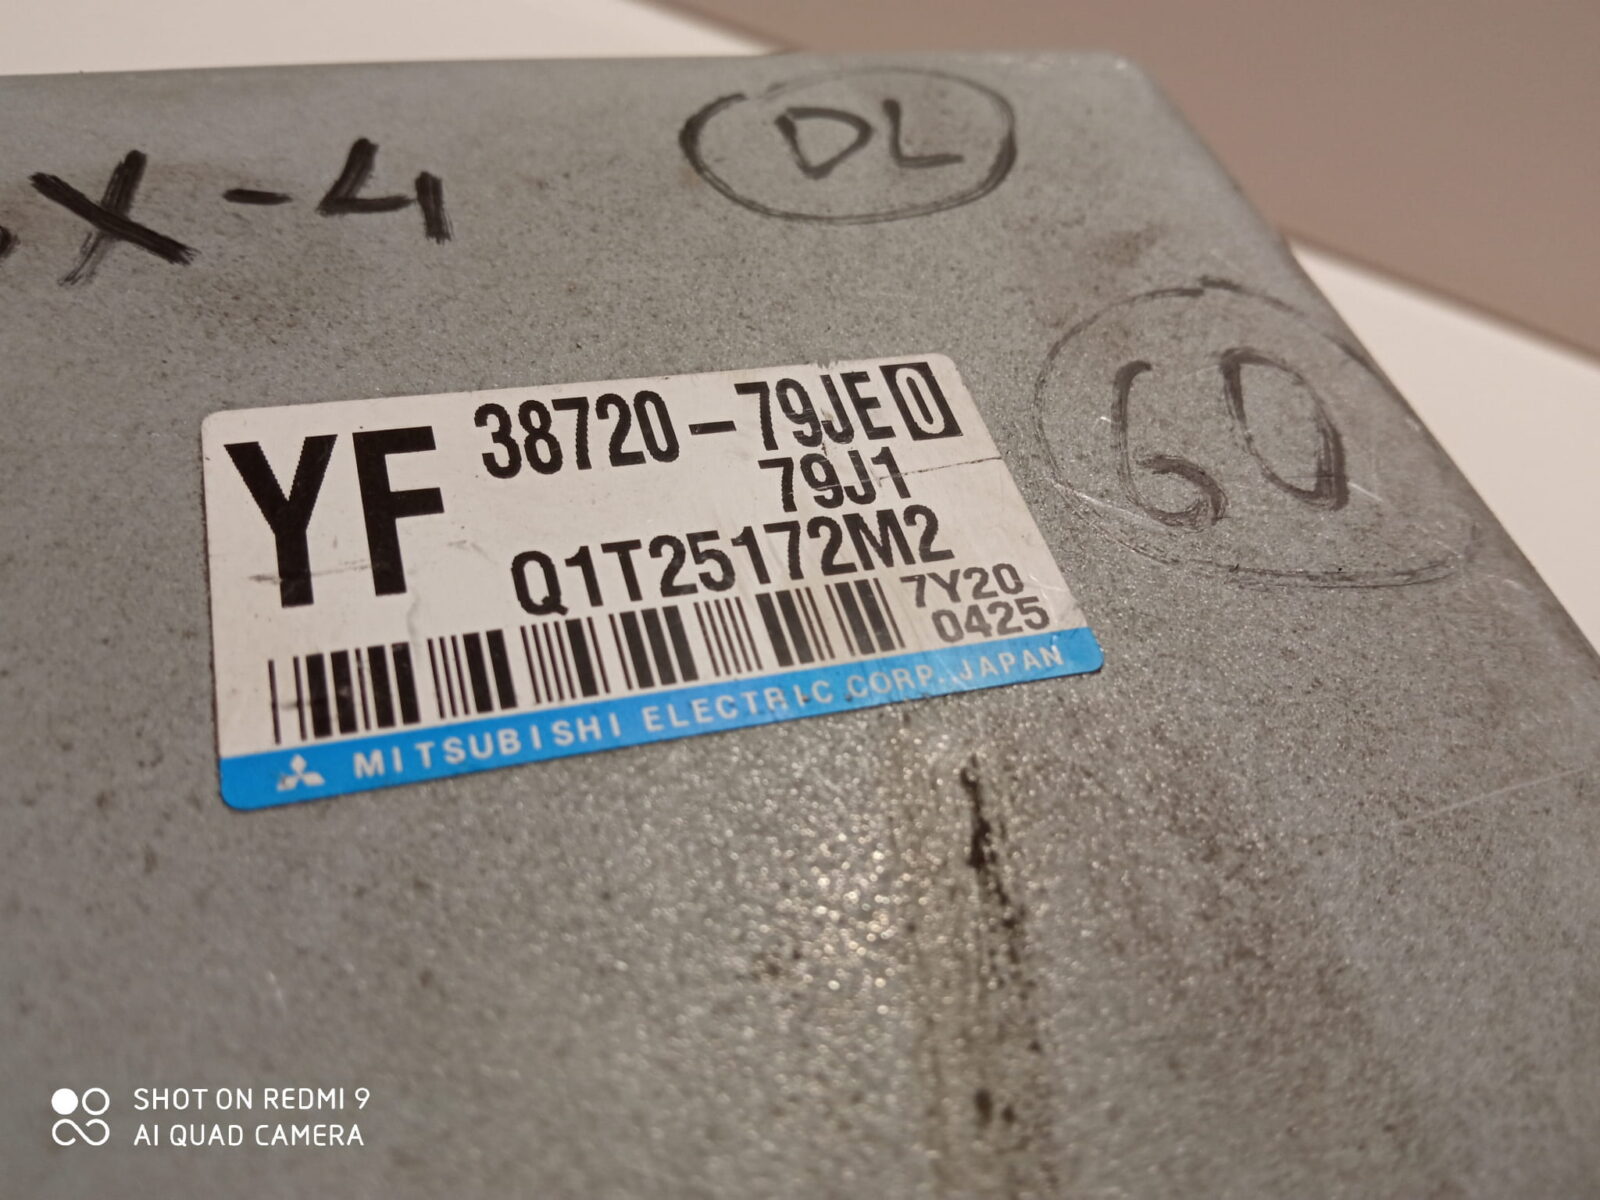 X-4
DL
60
YF
38720-79JE0
79J1
Q1T25172M2
7Y20
0425
MITSUBISHI ELECTRIC CORP. JAPAN
SHOT ON REDMI 9
AI QUAD CAMERA